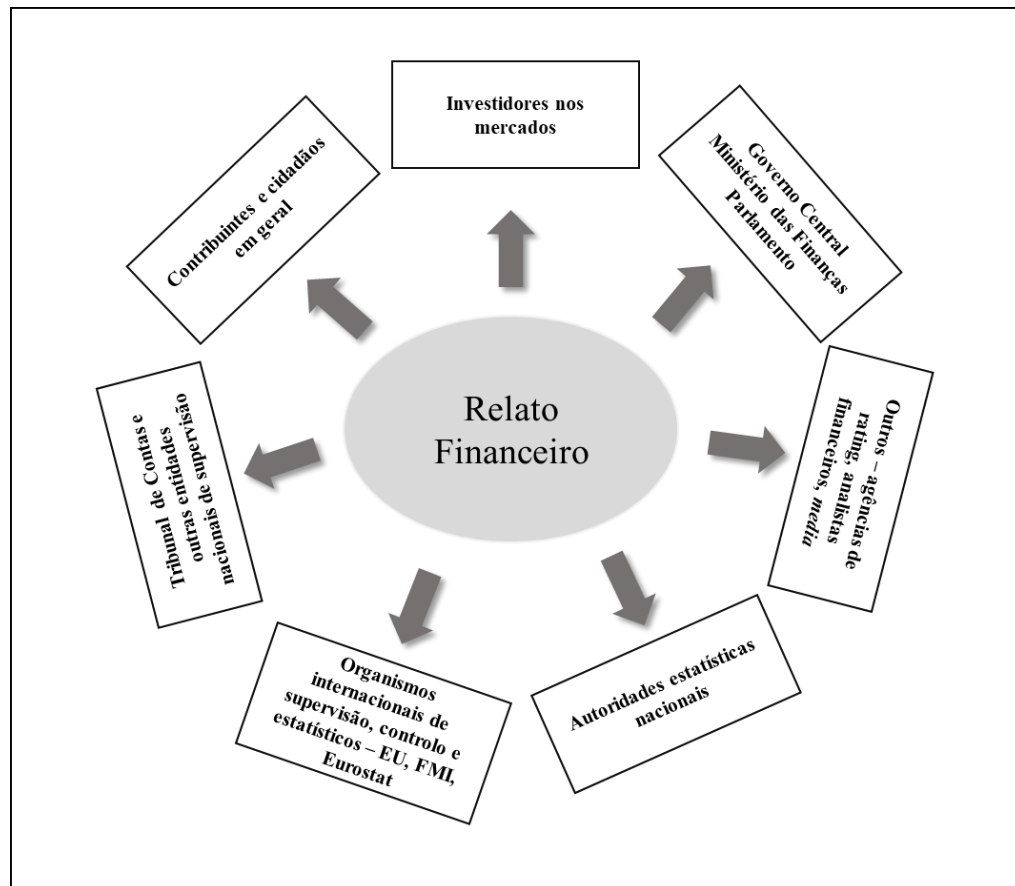 Investidores nos
mercados
Governo Central
Ministério das Finanças
Parlamento
Outros – agências de
rating, analistas
financeiros, media
Autoridades estatísticas
nacionais
Organismos
internacionais de
supervisão, controlo e
estatísticos – EU, FMI,
Eurostat
Tribunal de Contas e
outras entidades
nacionais de supervisão
Contribuintes e cidadãos
em geral
Relato
Financeiro